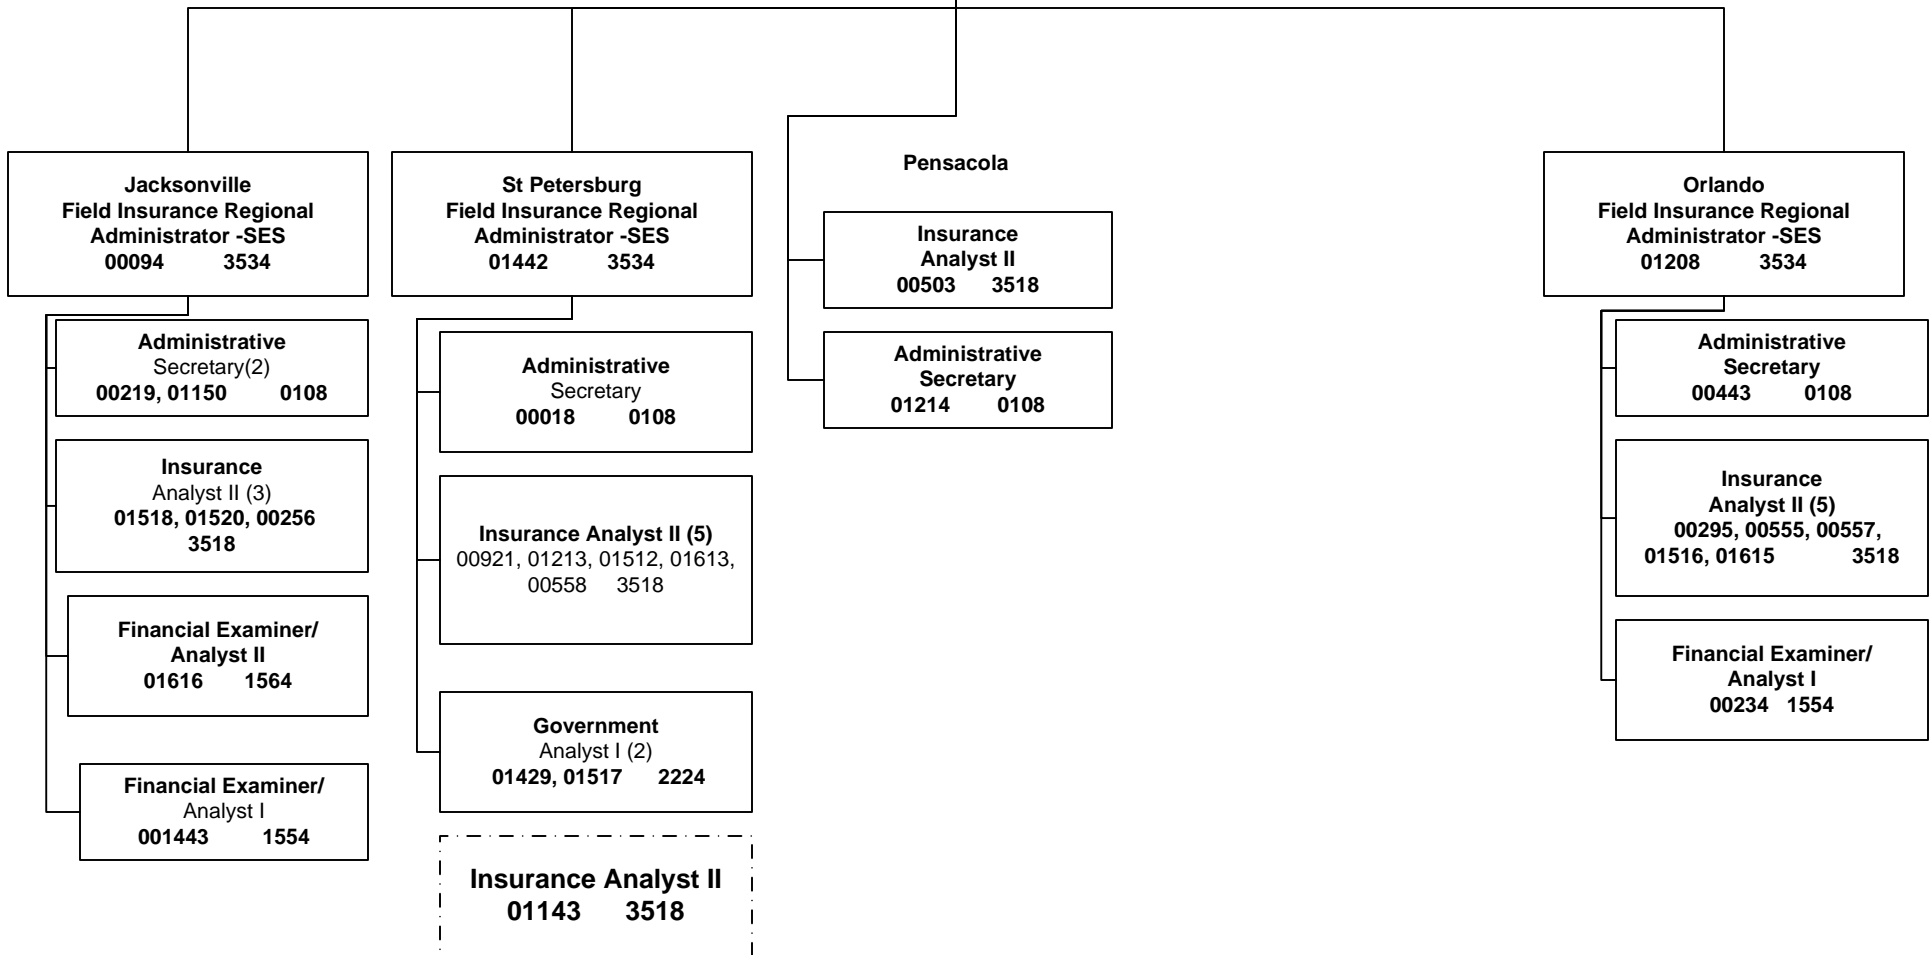 Jacksonville
Field Insurance Regional
Administrator -SES
00094 3534
Administrative
Secretary(2)
00219, 01150 0108
Insurance
Analyst II (3)
01518, 01520, 00256
3518
Financial Examiner/
Analyst II
01616 1564
Financial Examiner/
Analyst I
001443 1554
St Petersburg
Field Insurance Regional
Administrator -SES
01442 3534
Administrative
Secretary
00018 0108
Insurance Analyst II (5)
00921, 01213, 01512, 01613,
00558 3518
Government
Analyst I (2)
01429, 01517 2224
Insurance Analyst II
01143 3518
Pensacola
Insurance
Analyst II
00503 3518
Administrative
Secretary
01214 0108
Orlando
Field Insurance Regional
Administrator -SES
01208 3534
Administrative
Secretary
00443 0108
Insurance
Analyst II (5)
00295, 00555, 00557,
01516, 01615 3518
Financial Examiner/
Analyst I
00234 1554